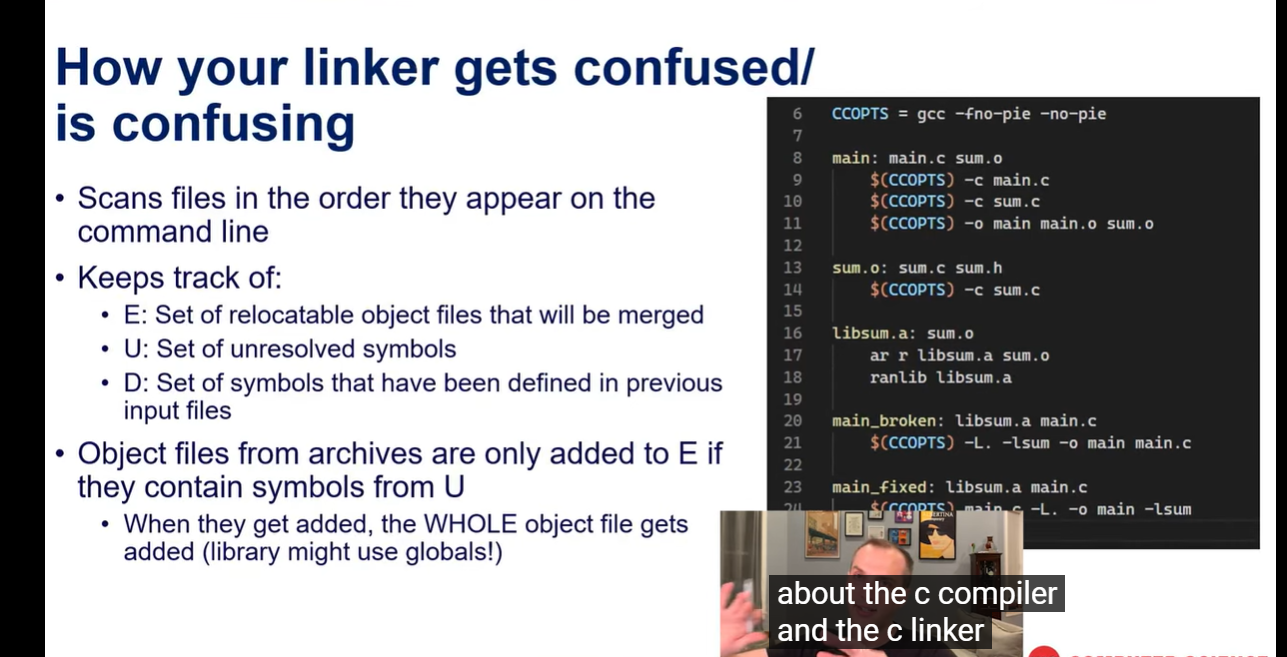 How your linker gets confused/
is confusing
• Scans files in the order they appear on the
command line
• Keeps track of:
• E: Set of relocatable object files that will be merged
• U: Set of unresolved symbols
• D: Set of symbols that have been defined in previous
input files
• Object files from archives are only added to E if
they contain symbols from U
• When they get added, the WHOLE object file gets
added (library might use globals!)
6 CCOPTS = gcc -fno-pie -no-pie
7
8 main: main.c sum.o
9 $(CCOPTS) -c main.c
10 $(CCOPTS) -c sum.c
11 $(CCOPTS) -o main main.o sum.o
12
13 sum.o: sum.c sum.h
14 $(CCOPTS) -c sum.c
15
16 libsum.a: sum.o
17 ar r libsum.a sum.o
18 ranlib libsum.a
19
20 main_broken: libsum.a main.c
21 $(CCOPTS) -L. -lsum -o main main.c
22
23 main_fixed: libsum.a main.c
24 $(CCOPTS) main.c -L. -o main -lsum
about the c compiler
and the c linker
COMPUTER SCIENCE